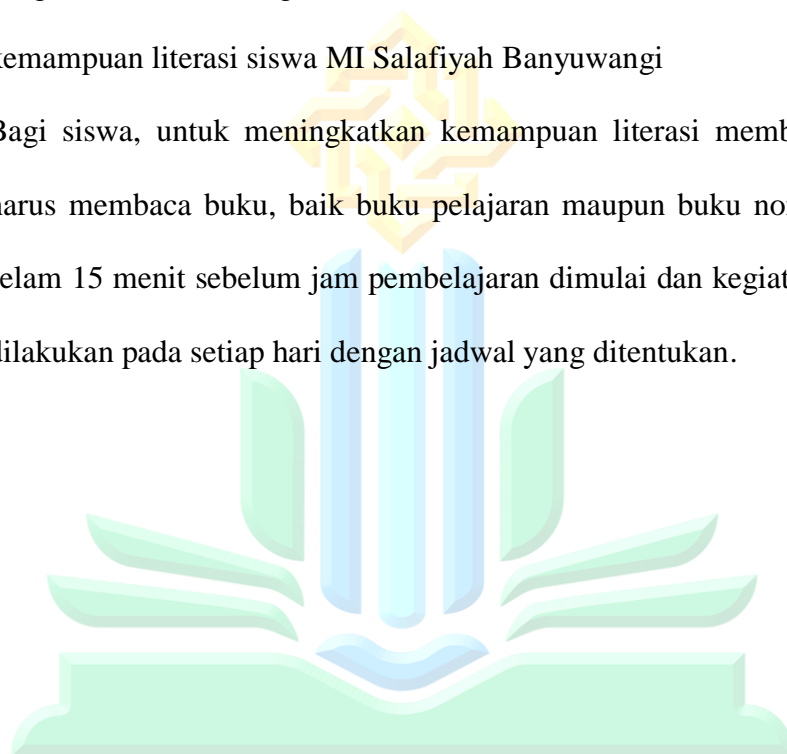 kemampuan literasi siswa MI Salafiyah Banyuwangi
Bagi siswa, untuk meningkatkan kemampuan literasi memb
harus membaca buku, baik buku pelajaran maupun buku
selam 15 menit sebelum jam pembelajaran dimulai dan kegiat
dilakukan pada setiap hari dengan jadwal yang ditentukan.